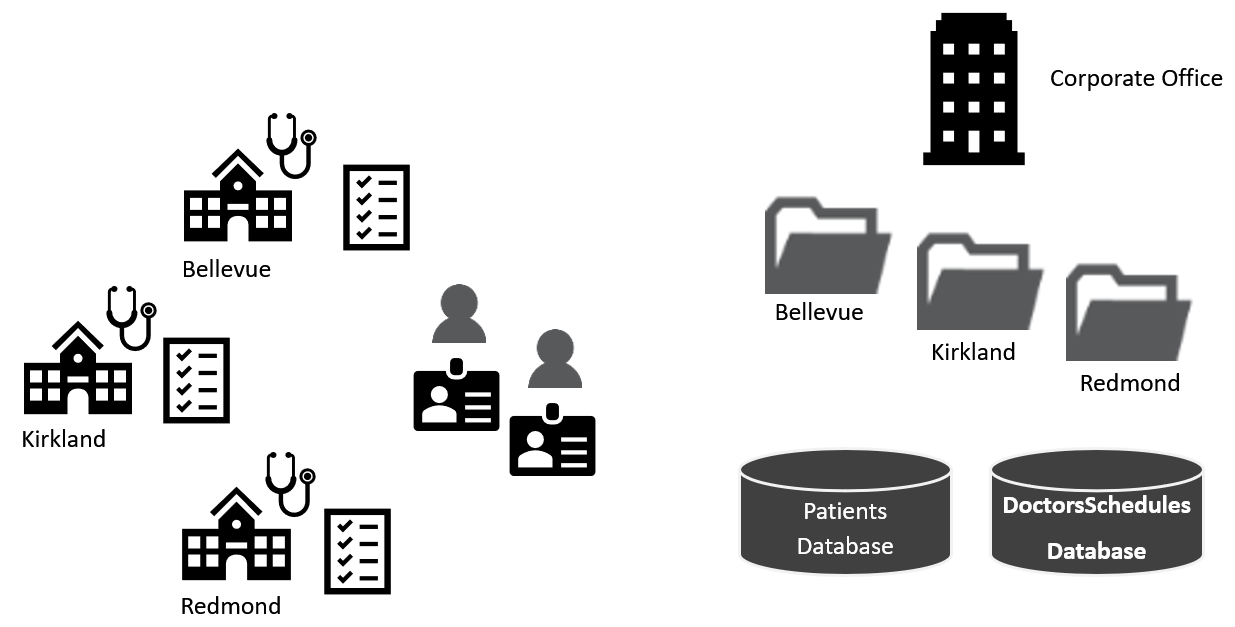 Corporate Office
Bellevue
Kirkland
Redmond
Bellevue
Kirkland
Redmond
Patients
Database
DoctorsSchedules
Database